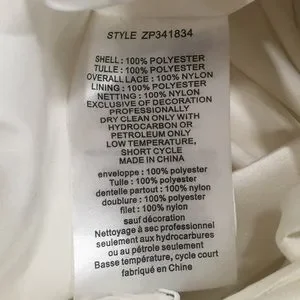 STYLE ZP341834
SHELL : 100% POLYESTER
TULLE : 100% POLYESTER
OVERALL LACE : 100% NYLON
LINING : 100% POLYESTER
NETTING : 100% NYLON
EXCLUSIVE OF DECORATION
PROFESSIONALLY
DRY CLEAN ONLY WITH
HYDROCARBON OR
PETROLEUM ONLY
LOW TEMPERATURE,
SHORT CYCLE
MADE IN CHINA
enveloppe : 100% polyester
Tulle : 100% polyester
dentelle partout : 100% nylon
doublure : 100% polyester
filet : 100% nylon
sauf décoration
Nettoyage à sec professionnel
seulement aux hydrocarbures
ou au pétrole seulement
Basse température, cycle court
fabriqué en Chine